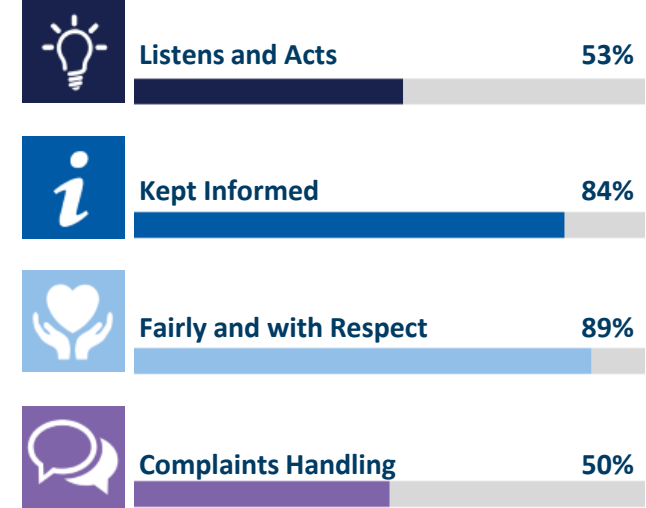 Listens and Acts 53%
Kept Informed 84%
Fairly and with Respect 89%
Complaints Handling 50%